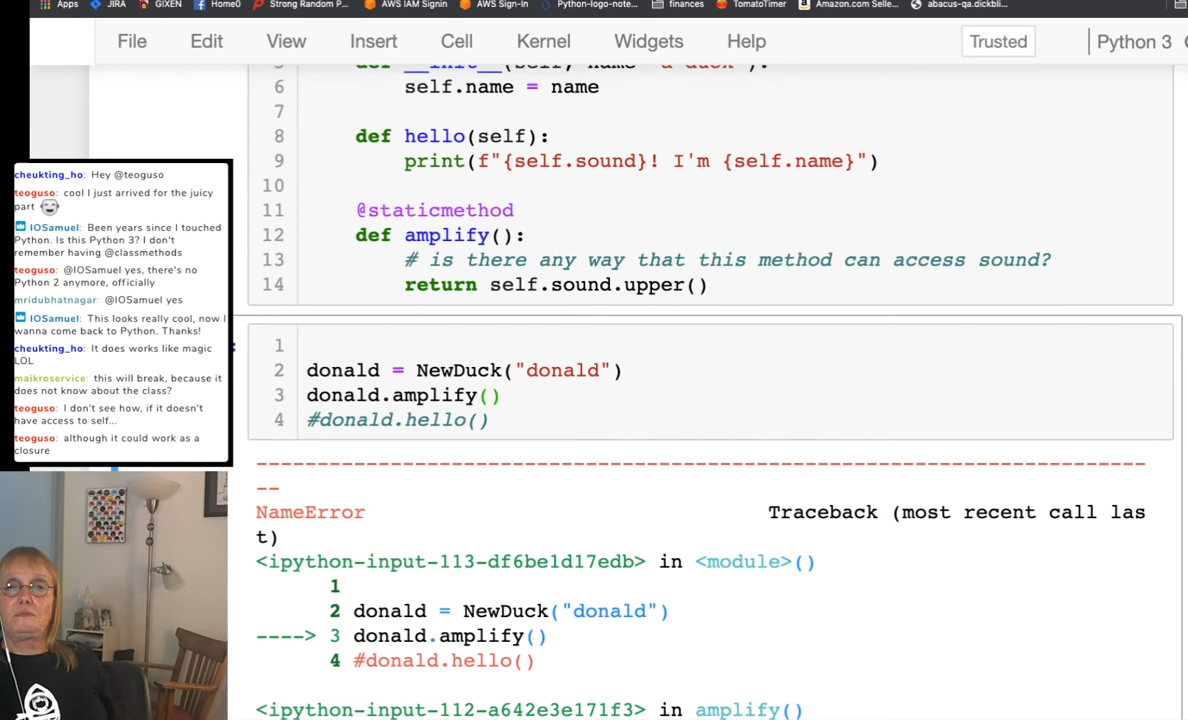 Apps JIRA GIXEN Home0 Strong Random P... AWS IAM Signin AWS Sign-In Python-logo-note... finances TomatoTimer Amazon.com Selle... abacus-qa.dickbli...
File Edit View Insert Cell Kernel Widgets Help Trusted Python 3
6 self.name = name
7
8 def hello(self):
9 print(f"{self.sound}! I'm {self.name}")
10
11 @staticmethod
12 def amplify():
13 # is there any way that this method can access sound?
14 return self.sound.upper()
1
2 donald = NewDuck("donald")
3 donald.amplify()
4 #donald.hello()
--------------------------------------------------------------------------
--
NameError Traceback (most recent call las
t)
<ipython-input-113-df6be1d17edb> in <module>()
1
2 donald = NewDuck("donald")
----> 3 donald.amplify()
4 #donald.hello()
<ipython-input-112-a642e3e171f3> in amplify()
cheukting_ho: Hey @teoguso
teoguso: cool I just arrived for the juicy
part
IOSamuel: Been years since I touched
Python. Is this Python 3? I don't
remember having @classmethods
teoguso: @IOSamuel yes, there's no
Python 2 anymore, officially
mridubhatnagar: @IOSamuel yes
IOSamuel: This looks really cool, now I
wanna come back to Python. Thanks!
cheukting_ho: It does works like magic
LOL
maikroservice: this will break, because it
does not know about the class?
teoguso: I don't see how, if it doesn't
have access to self...
teoguso: although it could work as a
closure